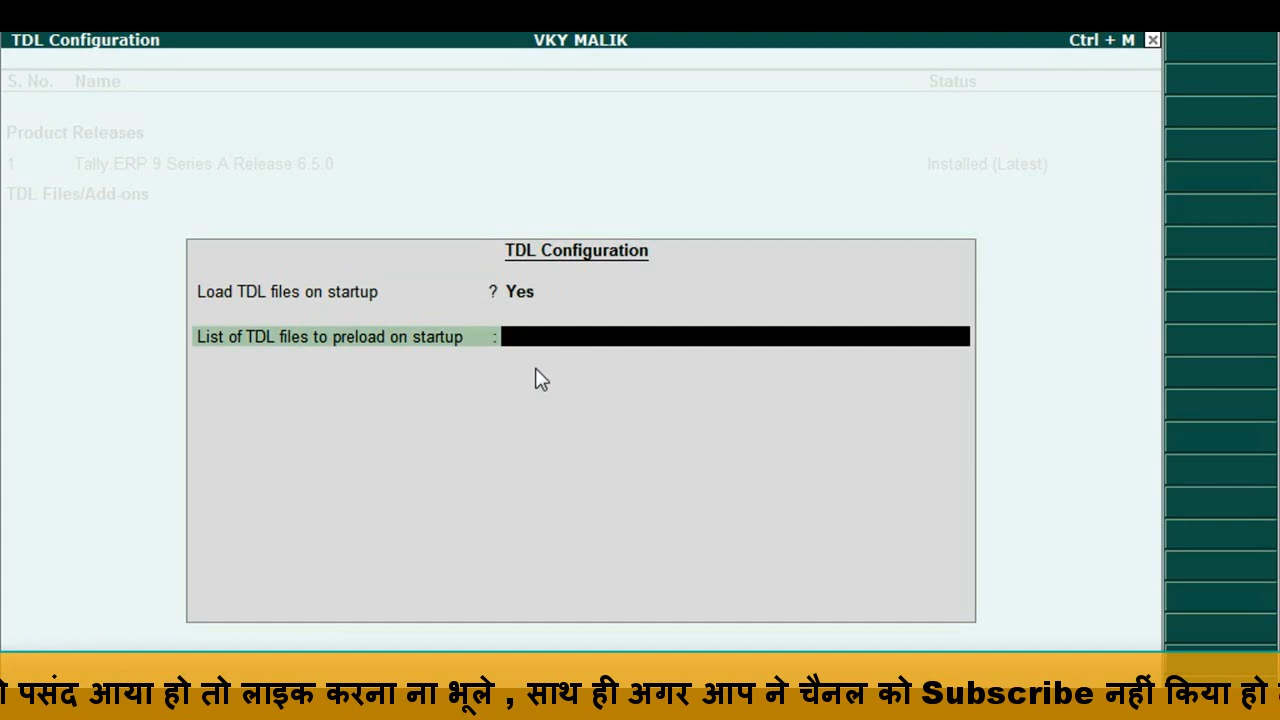 TDL Configuration VKY MALIK Ctrl + M
S. No. Name Status
Product Releases
1 Tally.ERP 9 Series A Release 6.5.0 Installed (Latest)
TDL Files/Add-ons
TDL Configuration
Load TDL files on startup ? Yes
List of TDL files to preload on startup :
पसंद आया हो तो लाइक करना ना भूले , साथ ही अगर आप ने चैनल को Subscribe नहीं किया हो